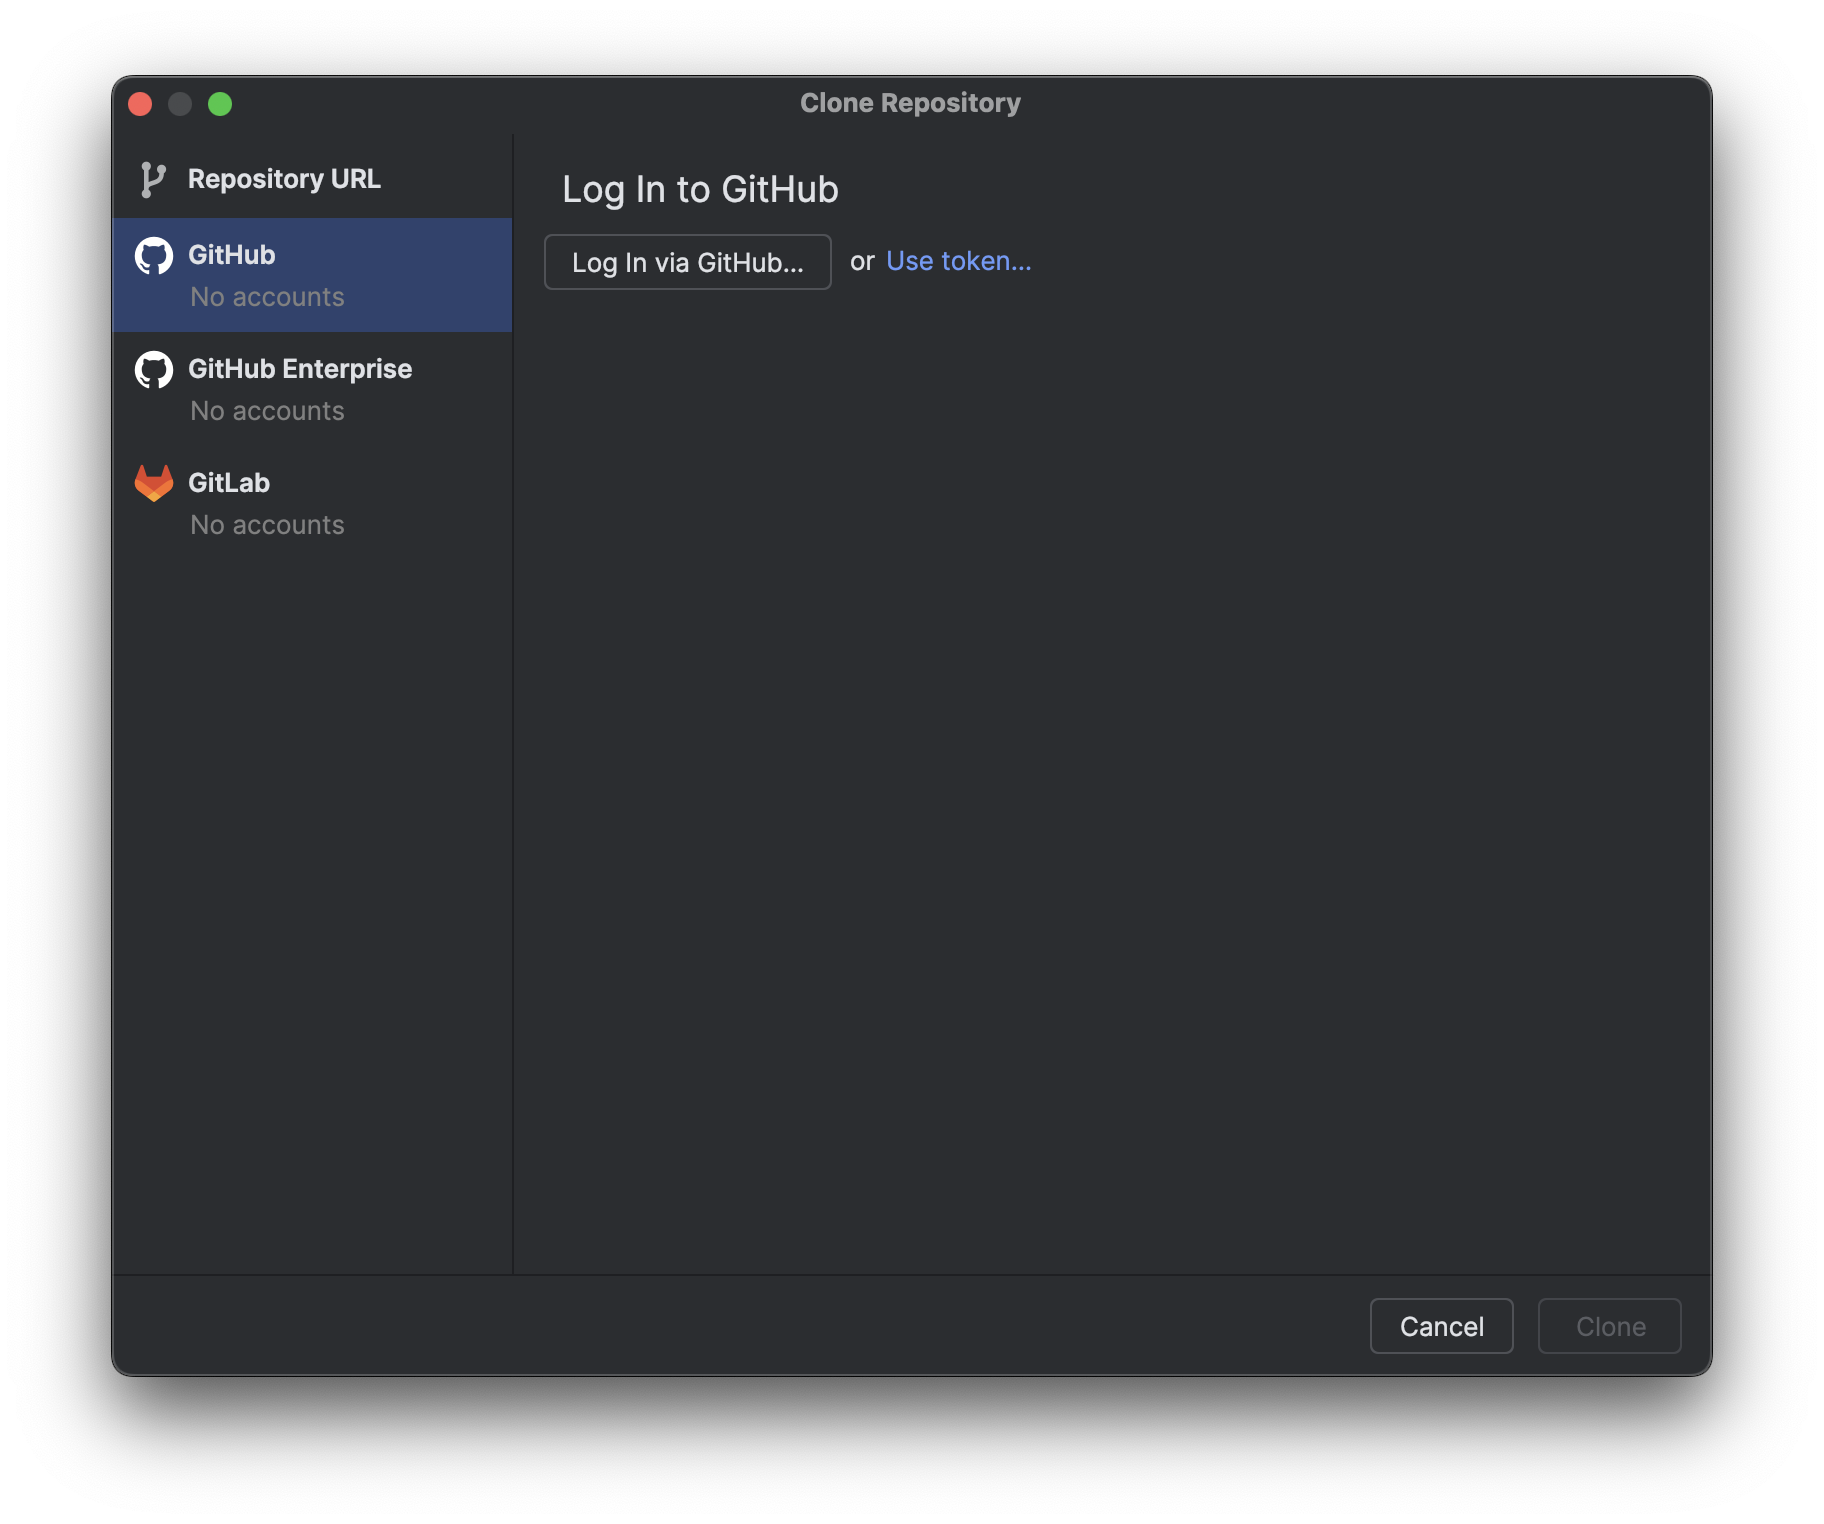 Clone Repository
Repository URL
GitHub
No accounts
GitHub Enterprise
No accounts
GitLab
No accounts
Log In to GitHub
Log In via GitHub... or Use token...
Cancel Clone